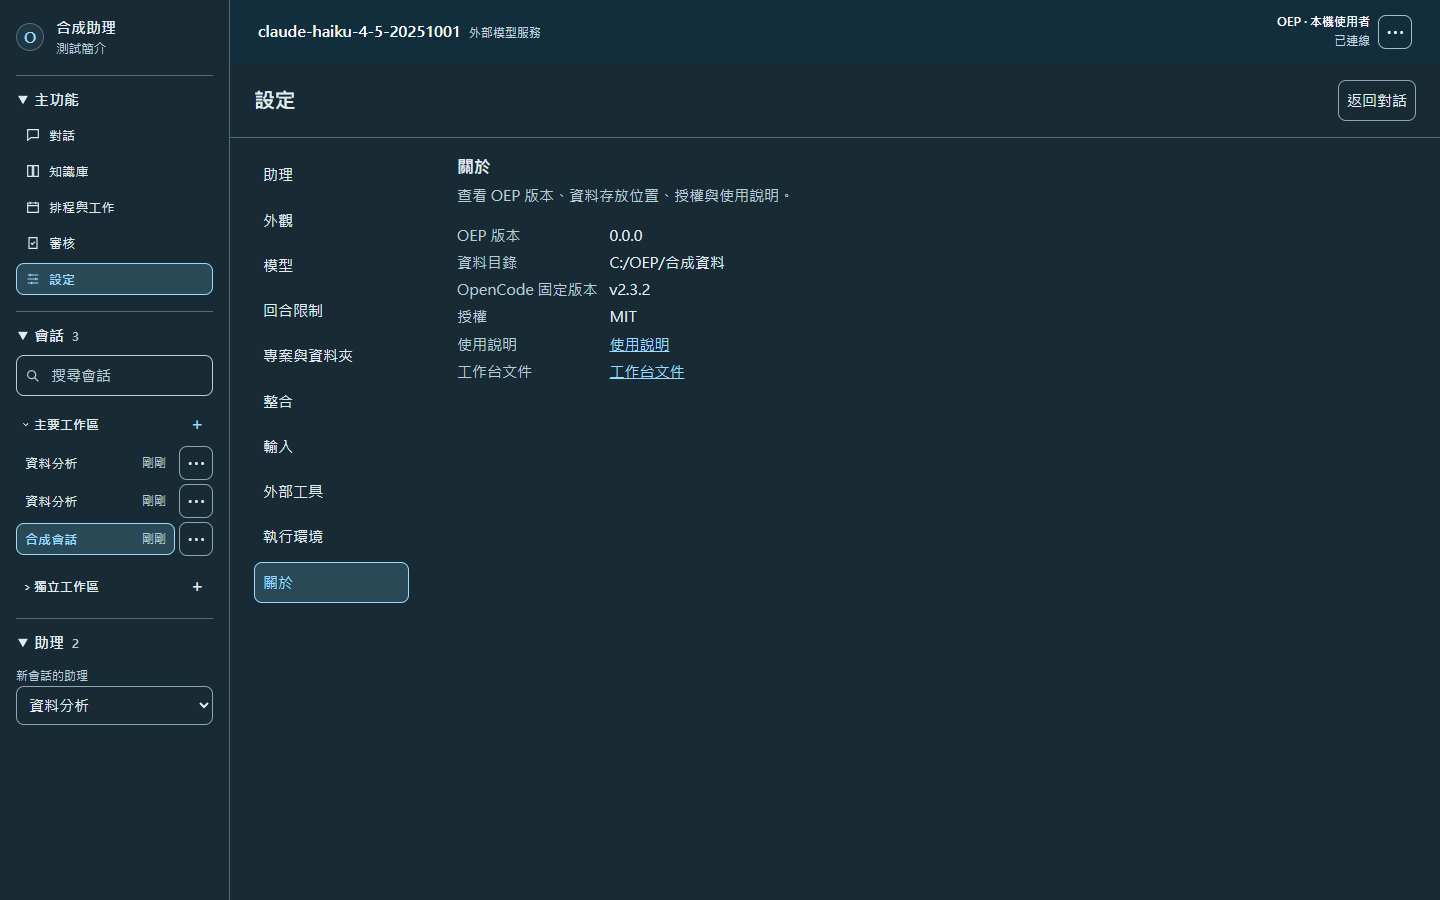 O
合成助理
測試簡介
主功能
對話
知識庫
排程與工作
審核
設定
會話 3
搜尋會話
主要工作區 +
資料分析 剛剛 ...
資料分析 剛剛 ...
合成會話 剛剛 ...
獨立工作區 +
助理 2
新會話的助理
資料分析
claude-haiku-4-5-20251001 外部模型服務
OEP · 本機使用者
已連線
...
設定
返回對話
助理
外觀
模型
回合限制
專案與資料夾
整合
輸入
外部工具
執行環境
關於
關於
查看 OEP 版本、資料存放位置、授權與使用說明。
OEP 版本 0.0.0
資料目錄 C:/OEP/合成資料
OpenCode 固定版本 v2.3.2
授權 MIT
使用說明 使用說明
工作台文件 工作台文件